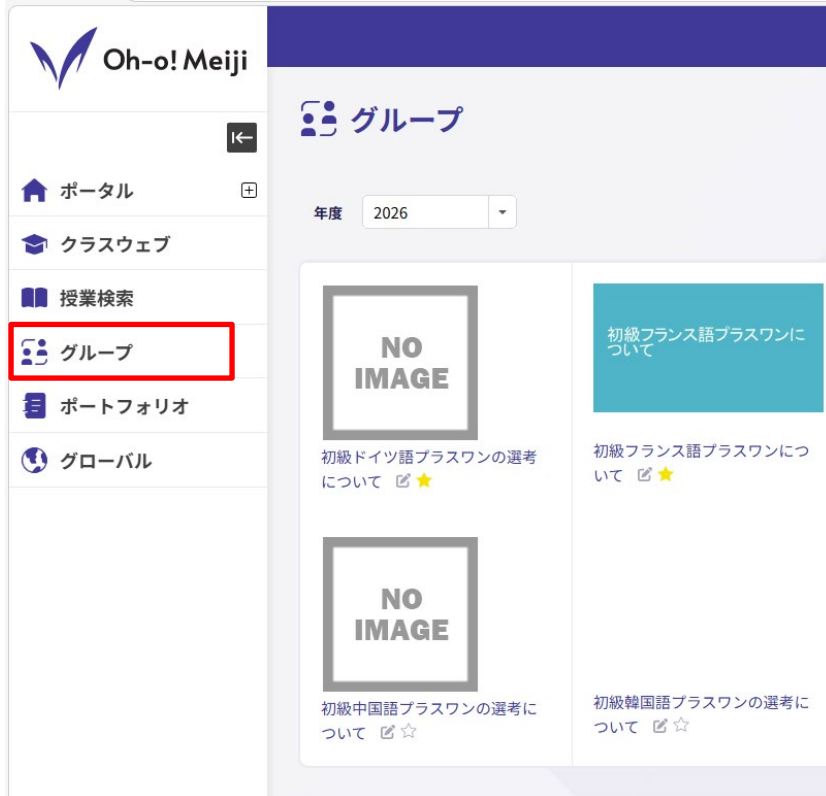 Oh-o! Meiji
ポータル
クラスウェブ
授業検索
グループ
ポートフォリオ
グローバル
グループ
年度 2026
NO
IMAGE
初級ドイツ語プラスワンの選考
について
初級フランス語プラスワンに
ついて
初級フランス語プラスワンにつ
いて
NO
IMAGE
初級中国語プラスワンの選考に
ついて
初級韓国語プラスワンの選考に
ついて